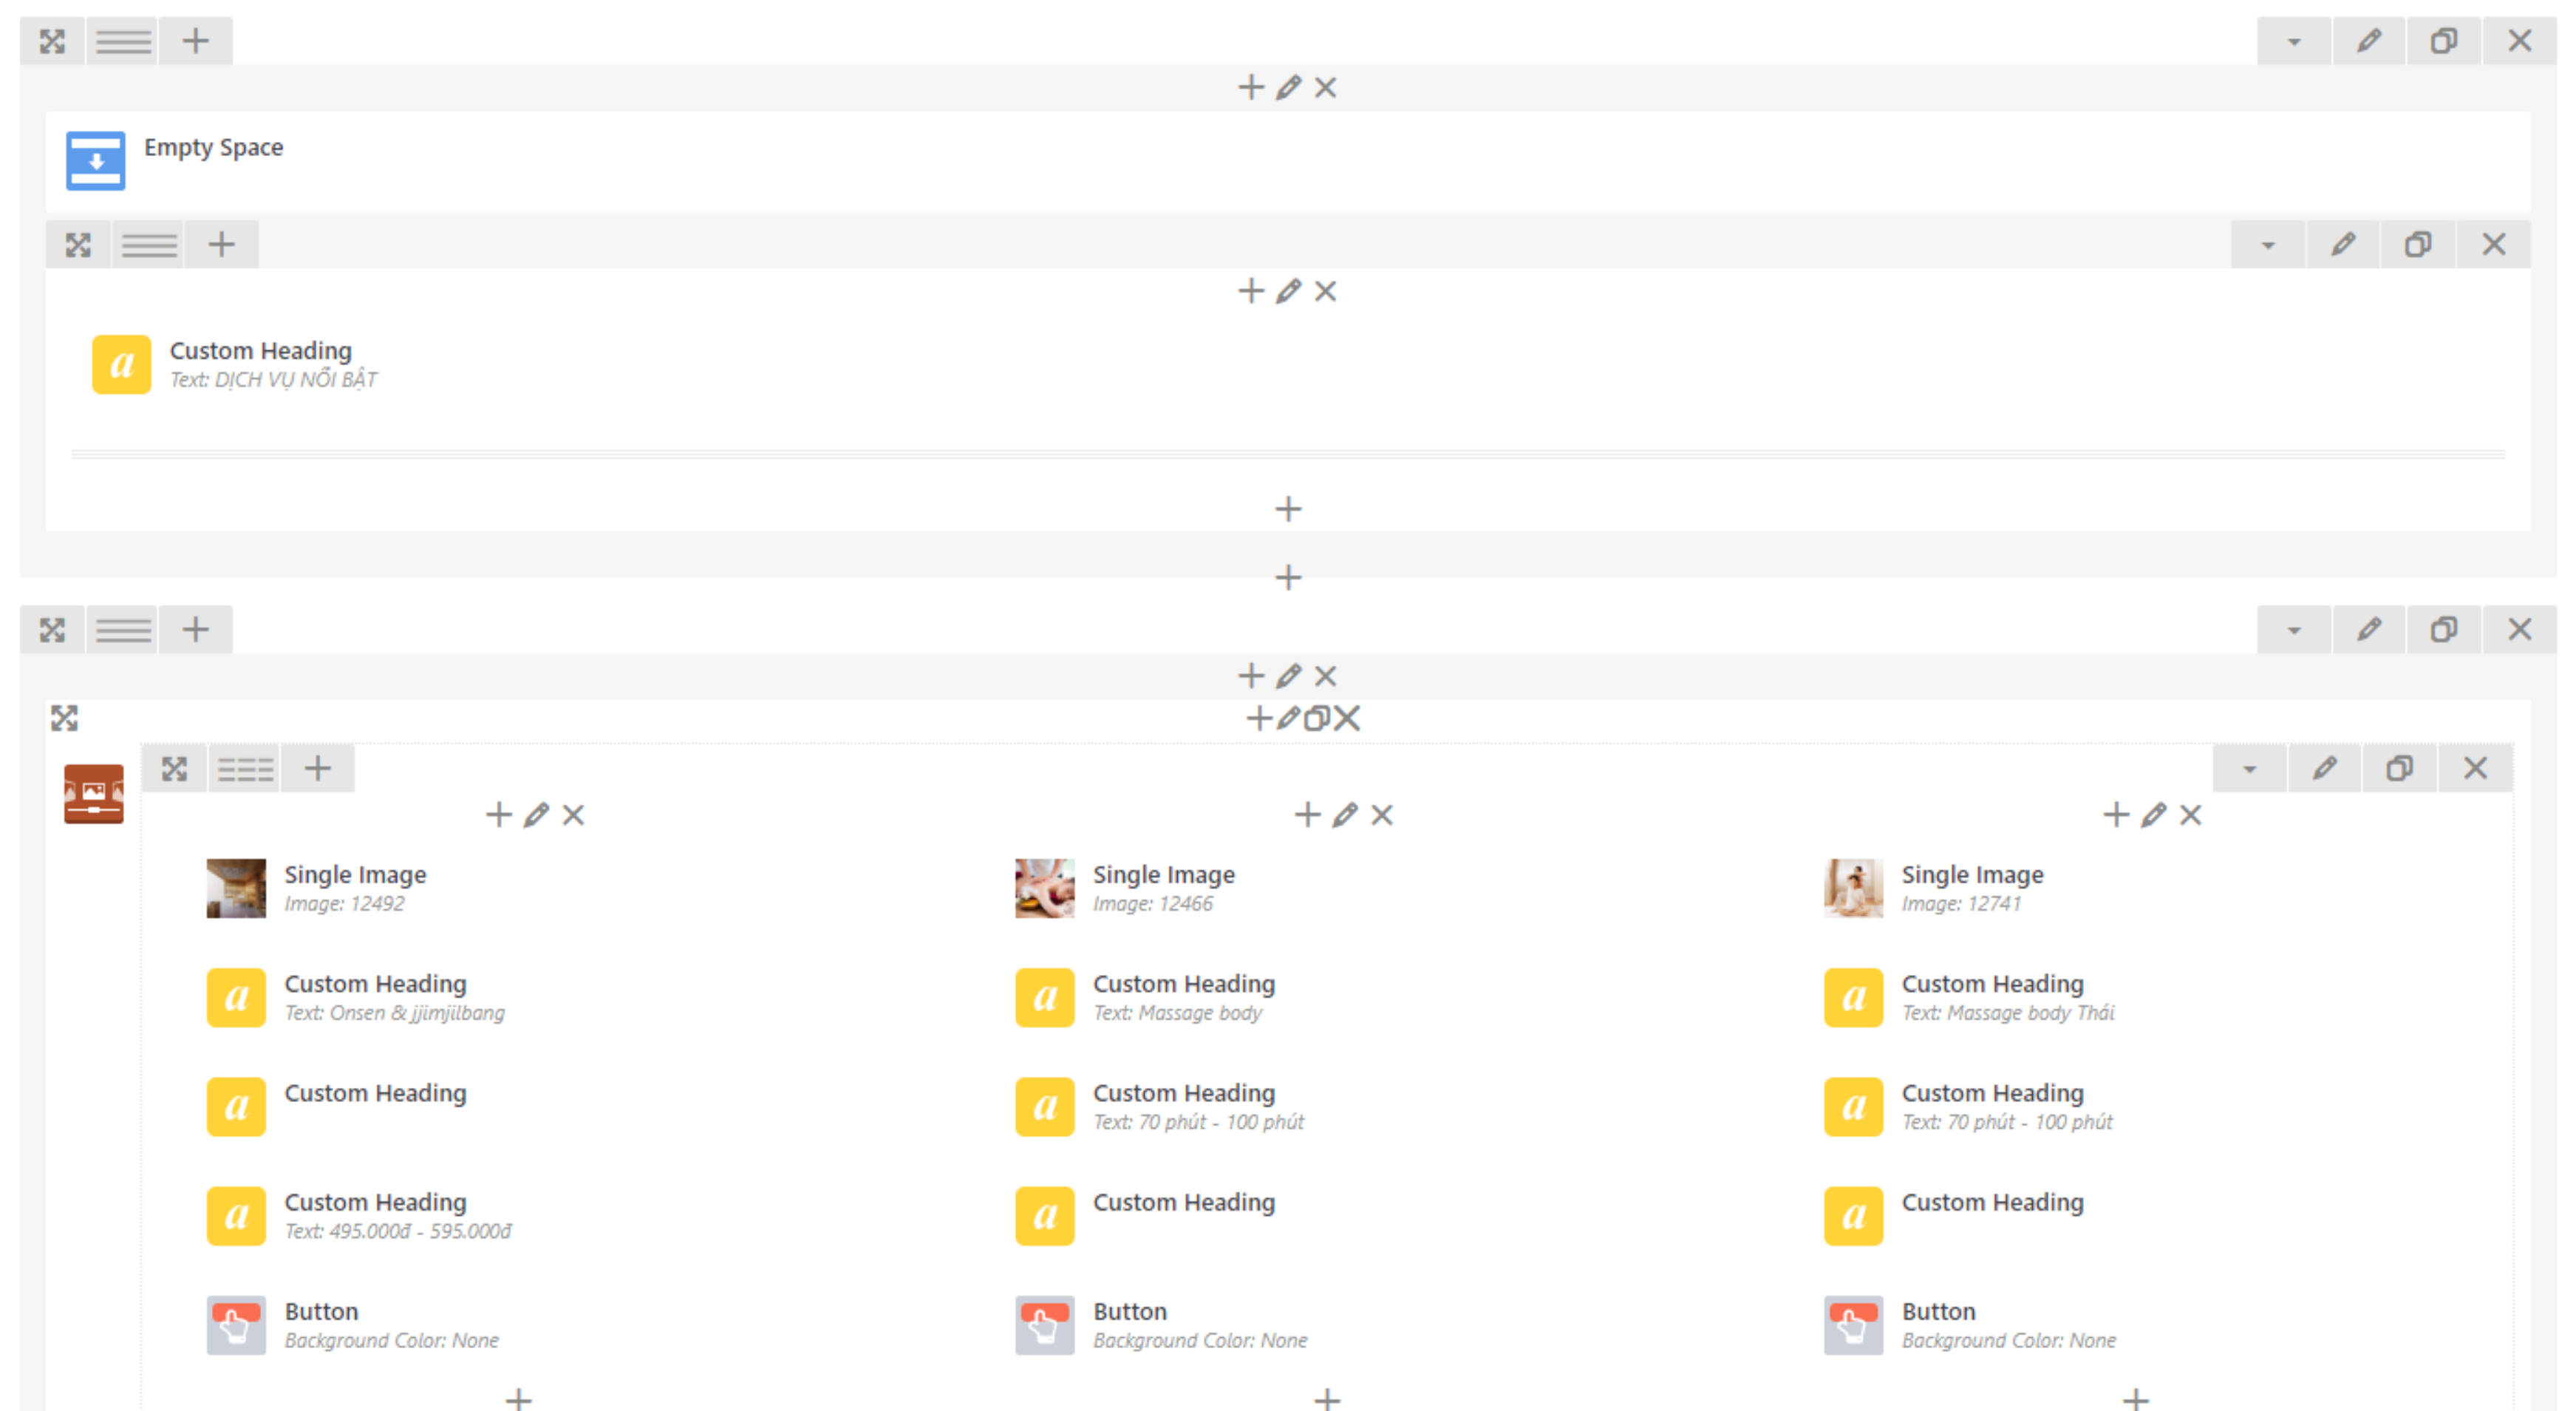 Empty Space
Custom Heading
Text: DỊCH VỤ NỔI BẬT
Single Image
Image: 12492
Single Image
Image: 12466
Single Image
Image: 12741
Custom Heading
Text: Onsen & jjimjilbang
Custom Heading
Text: Massage body
Custom Heading
Text: Massage body Thái
Custom Heading
Custom Heading
Text: 70 phút - 100 phút
Custom Heading
Text: 70 phút - 100 phút
Custom Heading
Text: 495.000đ - 595.000đ
Custom Heading
Custom Heading
Button
Background Color: None
Button
Background Color: None
Button
Background Color: None